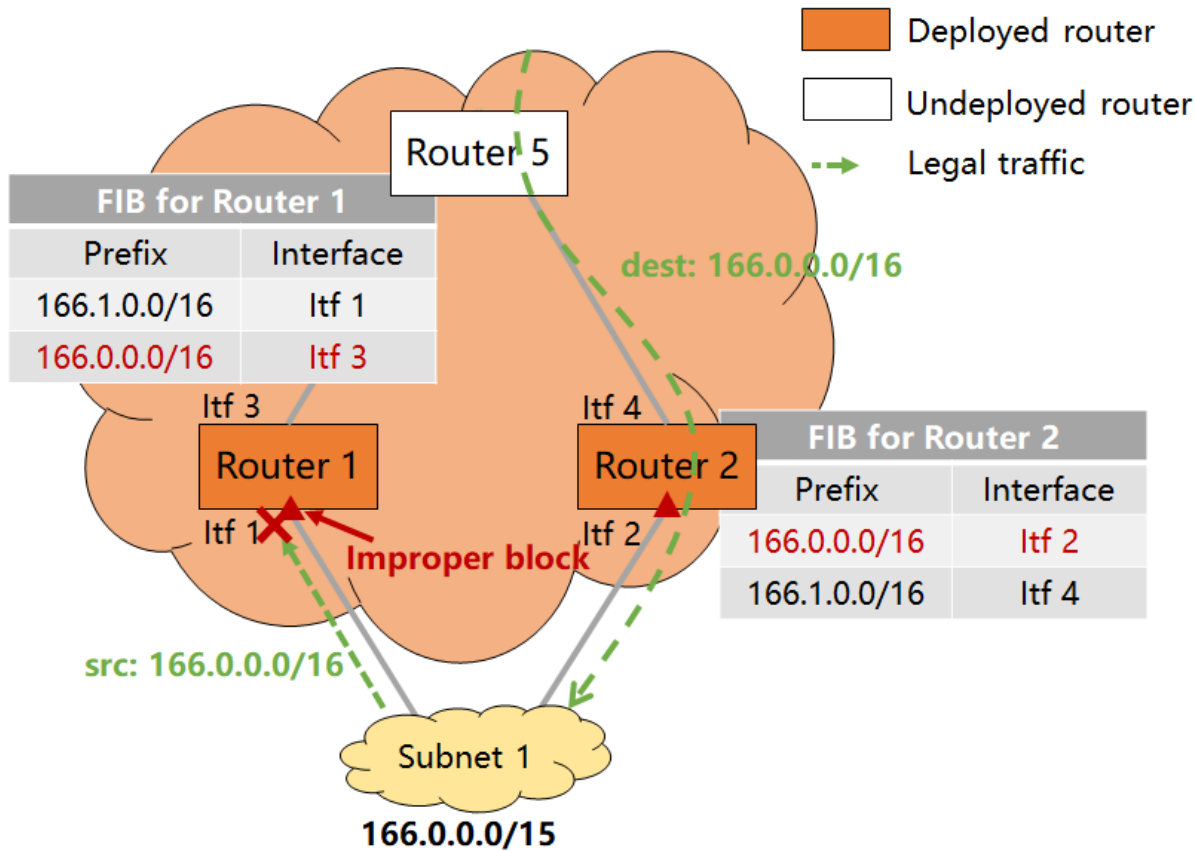 Deployed router
Undeployed router
Legal traffic
Router 5
FIB for Router 1
Prefix Interface
166.1.0.0/16 Itf 1
166.0.0.0/16 Itf 3
dest: 166.0.0.0/16
Itf 3
Itf 4
Router 1
Router 2
FIB for Router 2
Prefix Interface
166.0.0.0/16 Itf 2
166.1.0.0/16 Itf 4
Itf 1
Itf 2
Improper block
src: 166.0.0.0/16
Subnet 1
166.0.0.0/15